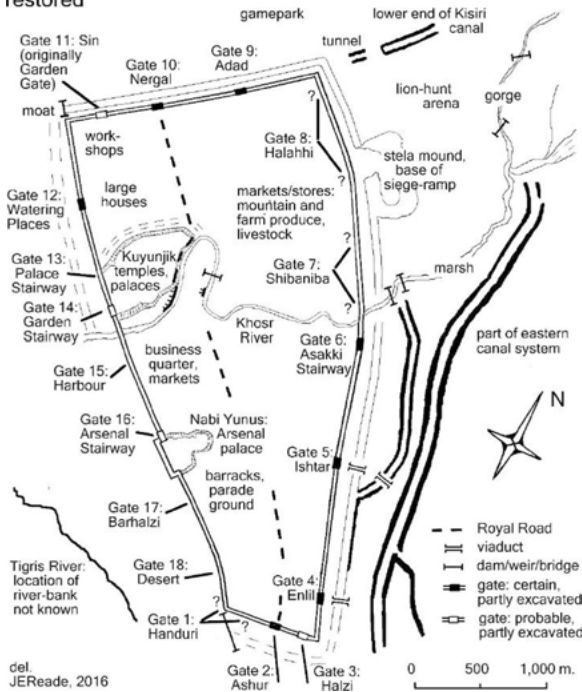 restored
gamepark
lower end of Kisiri
canal
tunnel
Gate 11: Sin
(originally
Garden
Gate)
Gate 10:
Nergal
Gate 9:
Adad
moat
lion-hunt
arena
gorge
work-
shops
Gate 8:
Halahhi
stela mound,
base of
siege-ramp
large
houses
markets/stores:
mountain and
farm produce,
livestock
Gate 12:
Watering
Places
Gate 13:
Palace
Stairway
Kuyunjik:
temples,
palaces
Gate 7:
Shibaniba
marsh
Gate 14:
Garden
Stairway
Khosr
River
Gate 6:
Asakki
Stairway
part of eastern
canal system
business
quarter,
markets
Gate 15:
Harbour
N
Gate 16:
Arsenal
Stairway
Nabi Yunus:
Arsenal
palace
Gate 5:
Ishtar
barracks,
parade
ground
Gate 17:
Barhalzi
Tigris River:
location of
river-bank
not known
Gate 18:
Desert
Gate 4:
Enlil
Gate 1:
Handuri
Gate 2:
Ashur
Gate 3:
Halzi
?
?
?
?
?
?
Royal Road
viaduct
dam/weir/bridge
gate: certain,
partly excavated
gate: probable,
partly excavated
0 500 1,000 m.
del.
JEReade, 2016